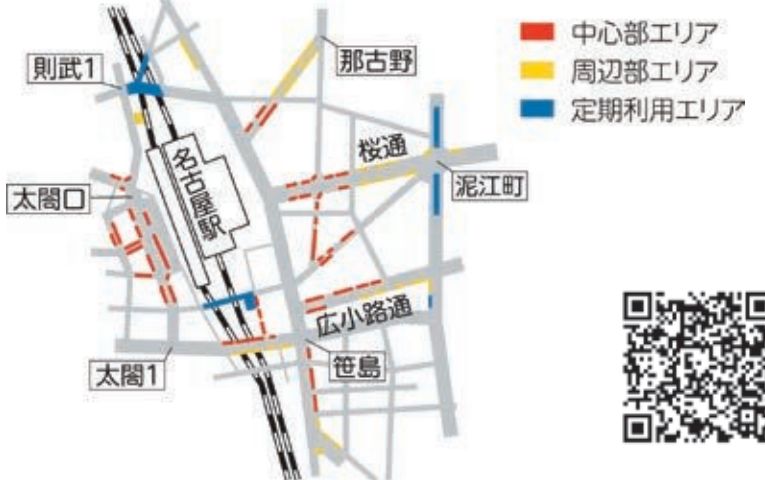 中心部エリア
周辺部エリア
定期利用エリア
則武1
那古野
桜通
泥江町
名古屋駅
太閤口
広小路通
太閤1
笹島